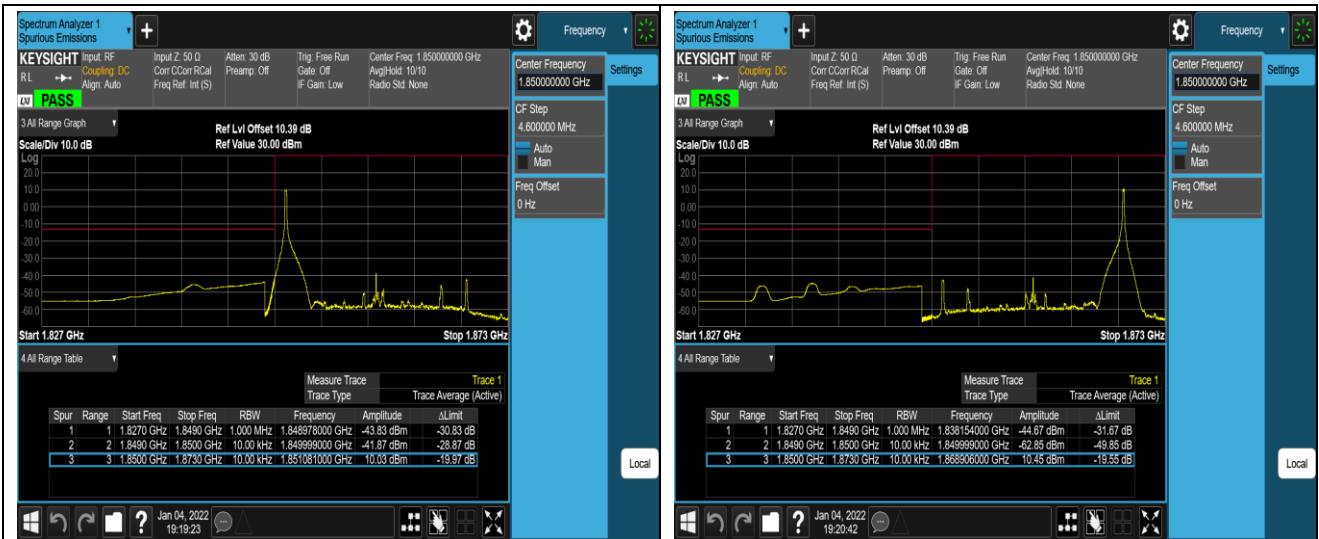 Spectrum Analyzer 1
Spurious Emissions
+
Frequency
KEYSIGHT Input: RF
Coupling: DC
Align: Auto
Input Z: 50 Ω
Corr CCorr RCal
Freq Ref: Int (S)
Atten: 30 dB
Preamp: Off
Trig: Free Run
Gate: Off
IF Gain: Low
Center Freq: 1.850000000 GHz
Avg|Hold: 10/10
Radio Std: None
RL
LXI PASS
Center Frequency
1.850000000 GHz
Settings
CF Step
4.600000 MHz
Auto
Man
Freq Offset
0 Hz
3 All Range Graph
Ref Lvl Offset 10.39 dB
Scale/Div 10.0 dB Ref Value 30.00 dBm
Log
20.0
10.0
0.00
-10.0
-20.0
-30.0
-40.0
-50.0
-60.0
Start 1.827 GHz Stop 1.873 GHz
4 All Range Table
Measure Trace Trace 1
Trace Type Trace Average (Active)
Spur Range Start Freq Stop Freq RBW Frequency Amplitude ΔLimit
1 1 1.8270 GHz 1.8490 GHz 1.000 MHz 1.848978000 GHz -43.83 dBm -30.83 dB
2 2 1.8490 GHz 1.8500 GHz 10.00 kHz 1.849999000 GHz -41.87 dBm -28.87 dB
3 3 1.8500 GHz 1.8730 GHz 10.00 kHz 1.851081000 GHz 10.03 dBm -19.97 dB
Local
?
Jan 04, 2022
19:19:23
Spectrum Analyzer 1
Spurious Emissions
+
Frequency
KEYSIGHT Input: RF
Coupling: DC
Align: Auto
Input Z: 50 Ω
Corr CCorr RCal
Freq Ref: Int (S)
Atten: 30 dB
Preamp: Off
Trig: Free Run
Gate: Off
IF Gain: Low
Center Freq: 1.850000000 GHz
Avg|Hold: 10/10
Radio Std: None
RL
LXI PASS
Center Frequency
1.850000000 GHz
Settings
CF Step
4.600000 MHz
Auto
Man
Freq Offset
0 Hz
3 All Range Graph
Ref Lvl Offset 10.39 dB
Scale/Div 10.0 dB Ref Value 30.00 dBm
Log
20.0
10.0
0.00
-10.0
-20.0
-30.0
-40.0
-50.0
-60.0
Start 1.827 GHz Stop 1.873 GHz
4 All Range Table
Measure Trace Trace 1
Trace Type Trace Average (Active)
Spur Range Start Freq Stop Freq RBW Frequency Amplitude ΔLimit
1 1 1.8270 GHz 1.8490 GHz 1.000 MHz 1.838154000 GHz -44.67 dBm -31.67 dB
2 2 1.8490 GHz 1.8500 GHz 10.00 kHz 1.849999000 GHz -62.85 dBm -49.85 dB
3 3 1.8500 GHz 1.8730 GHz 10.00 kHz 1.868906000 GHz 10.45 dBm -19.55 dB
Local
?
Jan 04, 2022
19:20:42